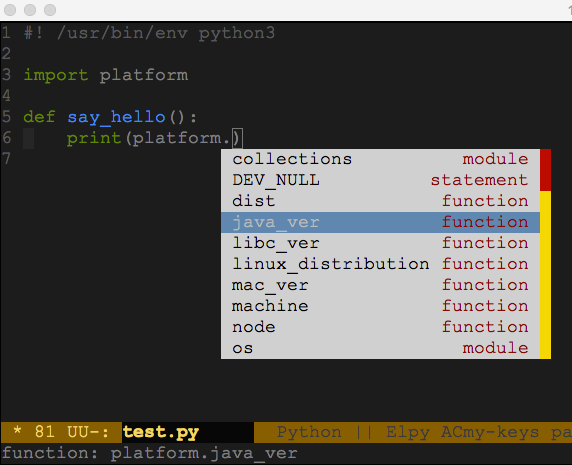 1 #! /usr/bin/env python3
2
3 import platform
4
5 def say_hello():
6     print(platform.)
7
collections module
DEV_NULL statement
dist function
java_ver function
libc_ver function
linux_distribution function
mac_ver function
machine function
node function
os module
* 81 UU-: test.py Python || Elpy ACmy-keys pa
function: platform.java_ver